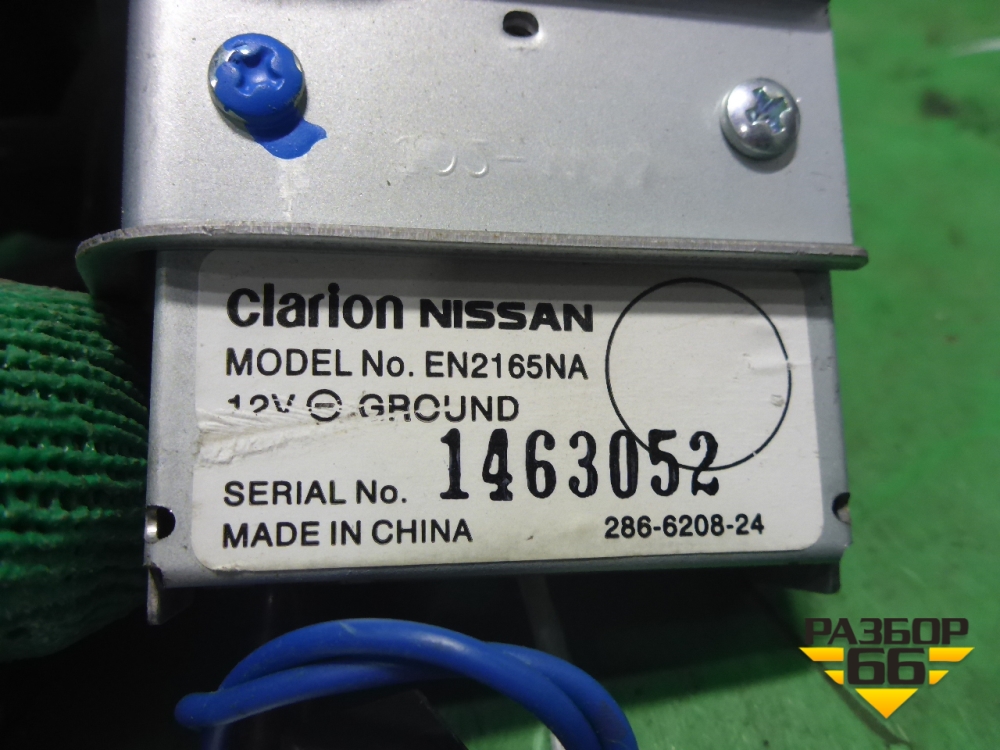 clarion NISSAN
MODEL No. EN2165NA
12V ⊖ GROUND
SERIAL No. 1463052
MADE IN CHINA 286-6208-24
РАЗБОР
66